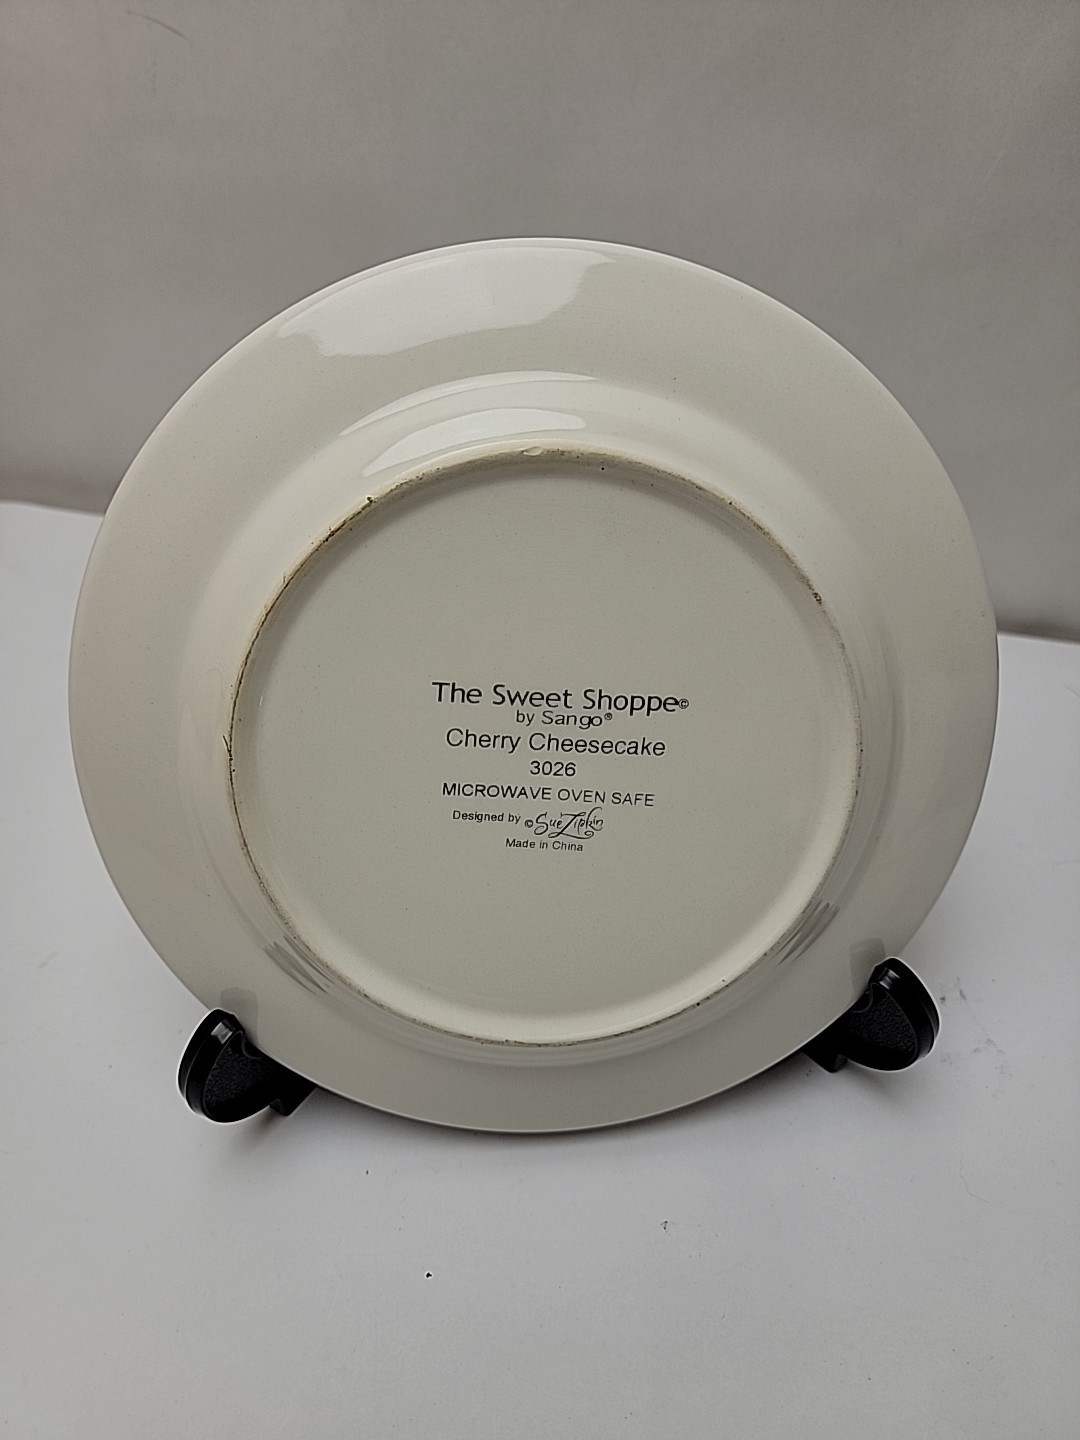 The Sweet Shoppe©
by Sango®
Cherry Cheesecake
3026
MICROWAVE OVEN SAFE
Designed by ©Sue Zipkin
Made in China